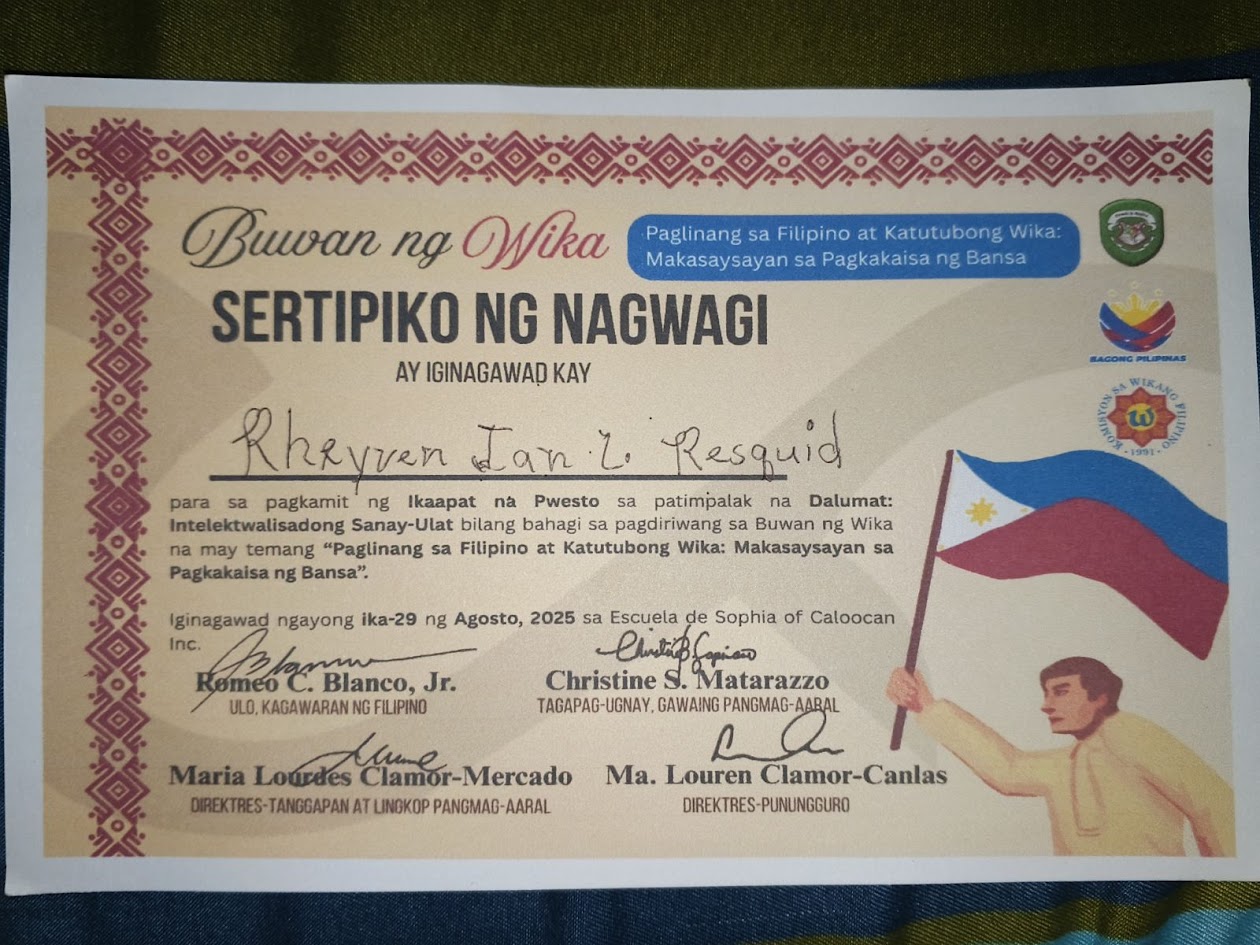 Buwan ng Wika
Paglinang sa Filipino at Katutubong Wika:
Makasaysayan sa Pagkakaisa ng Bansa
SERTIPIKO NG NAGWAGI
AY IGINAGAWAD KAY
BAGONG PILIPINAS
KOMISYON SA WIKANG FILIPINO
-1991-
Rheyven Ian L. Resquid
para sa pagkamit ng Ikaapat na Pwesto sa patimpalak na Dalumat:
Intelektwalisadong Sanay-Ulat bilang bahagi sa pagdiriwang sa Buwan ng Wika
na may temang “Paglinang sa Filipino at Katutubong Wika: Makasaysayan sa
Pagkakaisa ng Bansa”.
Iginagawad ngayong ika-29 ng Agosto, 2025 sa Escuela de Sophia of Caloocan
Inc.
Romeo C. Blanco, Jr.
ULO, KAGAWARAN NG FILIPINO
Christine S. Matarazzo
TAGAPAG-UGNAY, GAWAING PANGMAG-AARAL
Maria Lourdes Clamor-Mercado
DIREKTRES-TANGGAPAN AT LINGKOP PANGMAG-AARAL
Ma. Louren Clamor-Canlas
DIREKTRES-PUNUNGGURO